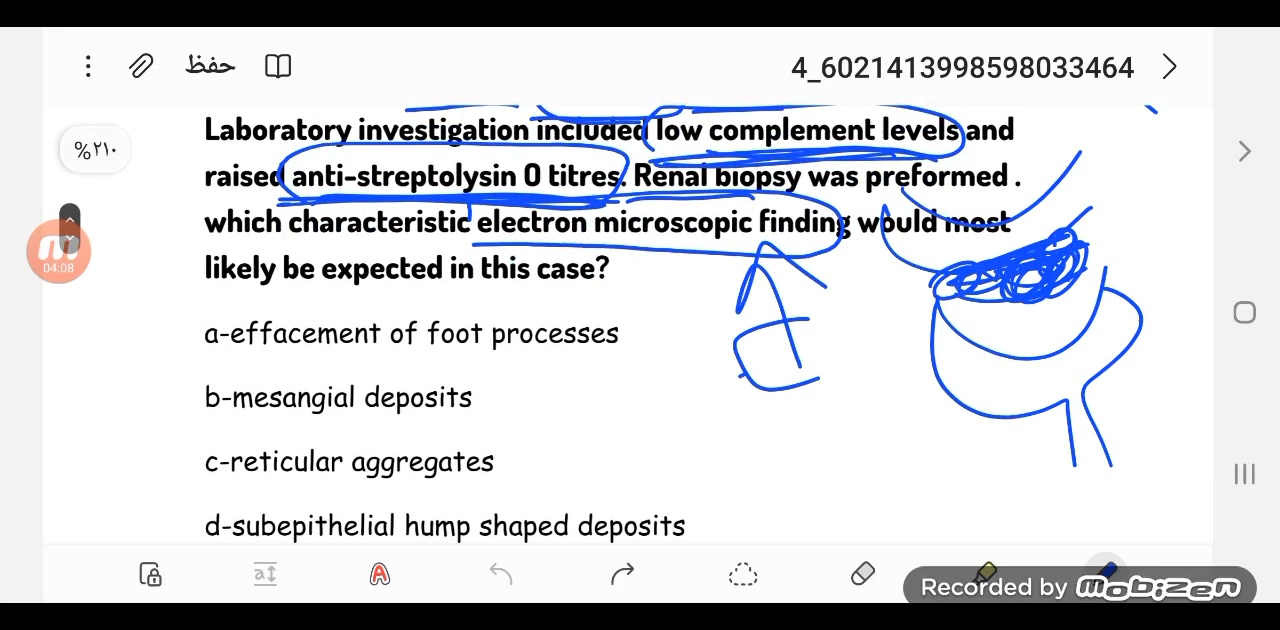 حفظ
4_6021413998598033464
%٢١٠
Laboratory investigation included low complement levels and
raised anti-streptolysin O titres. Renal biopsy was preformed .
which characteristic electron microscopic finding would most
likely be expected in this case?
a-effacement of foot processes
b-mesangial deposits
c-reticular aggregates
d-subepithelial hump shaped deposits
04:08
Recorded by mobizen